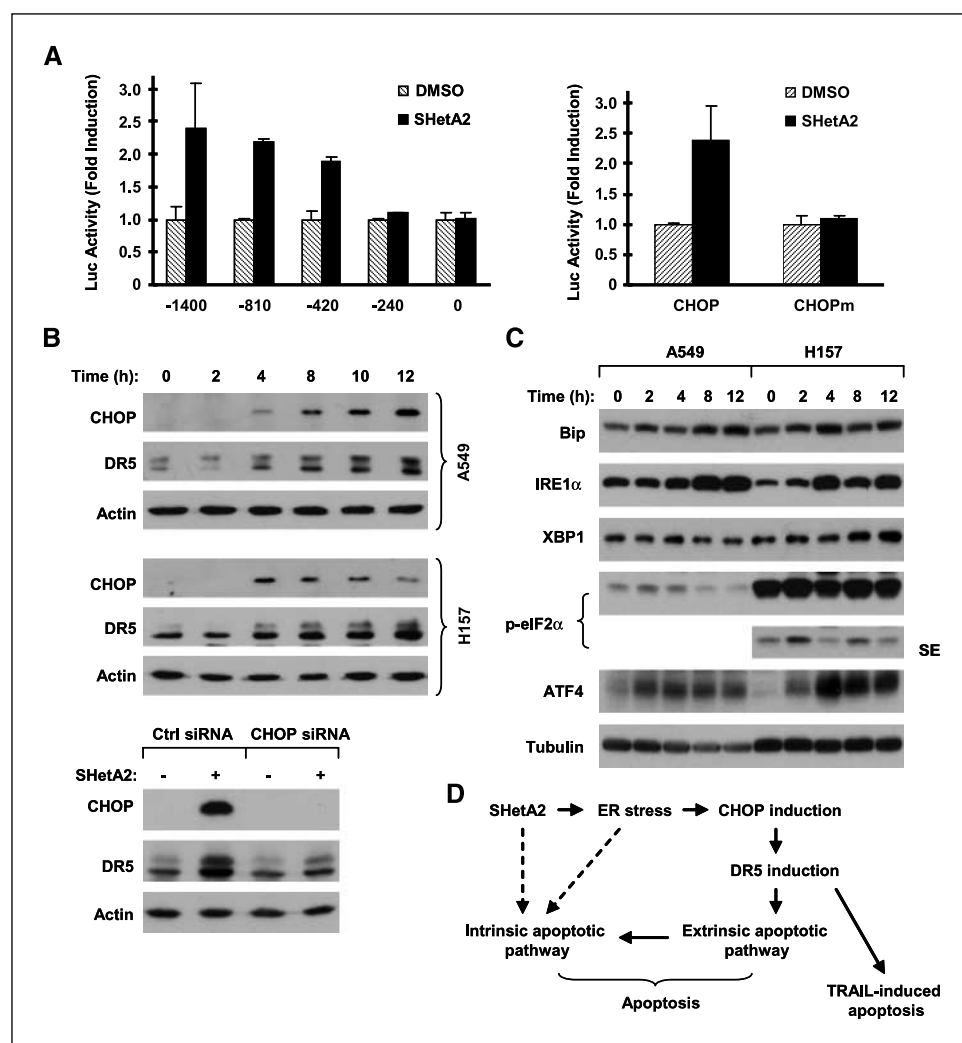 A
Luc Activity (Fold Induction)
3.0
2.5
2.0
1.5
1.0
0.5
0
DMSO
SHetA2
-1400 -810 -420 -240 0
Luc Activity (Fold Induction)
3.0
2.5
2.0
1.5
1.0
0.5
0
DMSO
SHetA2
CHOP CHOPm
B
Time (h): 0 2 4 8 10 12
CHOP
DR5
Actin
A549
CHOP
DR5
Actin
H157
Ctrl siRNA CHOP siRNA
SHetA2: - + - +
CHOP
DR5
Actin
C
A549 H157
Time (h): 0 2 4 8 12 0 2 4 8 12
Bip
IRE1α
XBP1
p-eIF2α
SE
ATF4
Tubulin
D
SHetA2 ER stress CHOP induction
DR5 induction
Intrinsic apoptotic
pathway
Extrinsic apoptotic
pathway
Apoptosis
TRAIL-induced
apoptosis